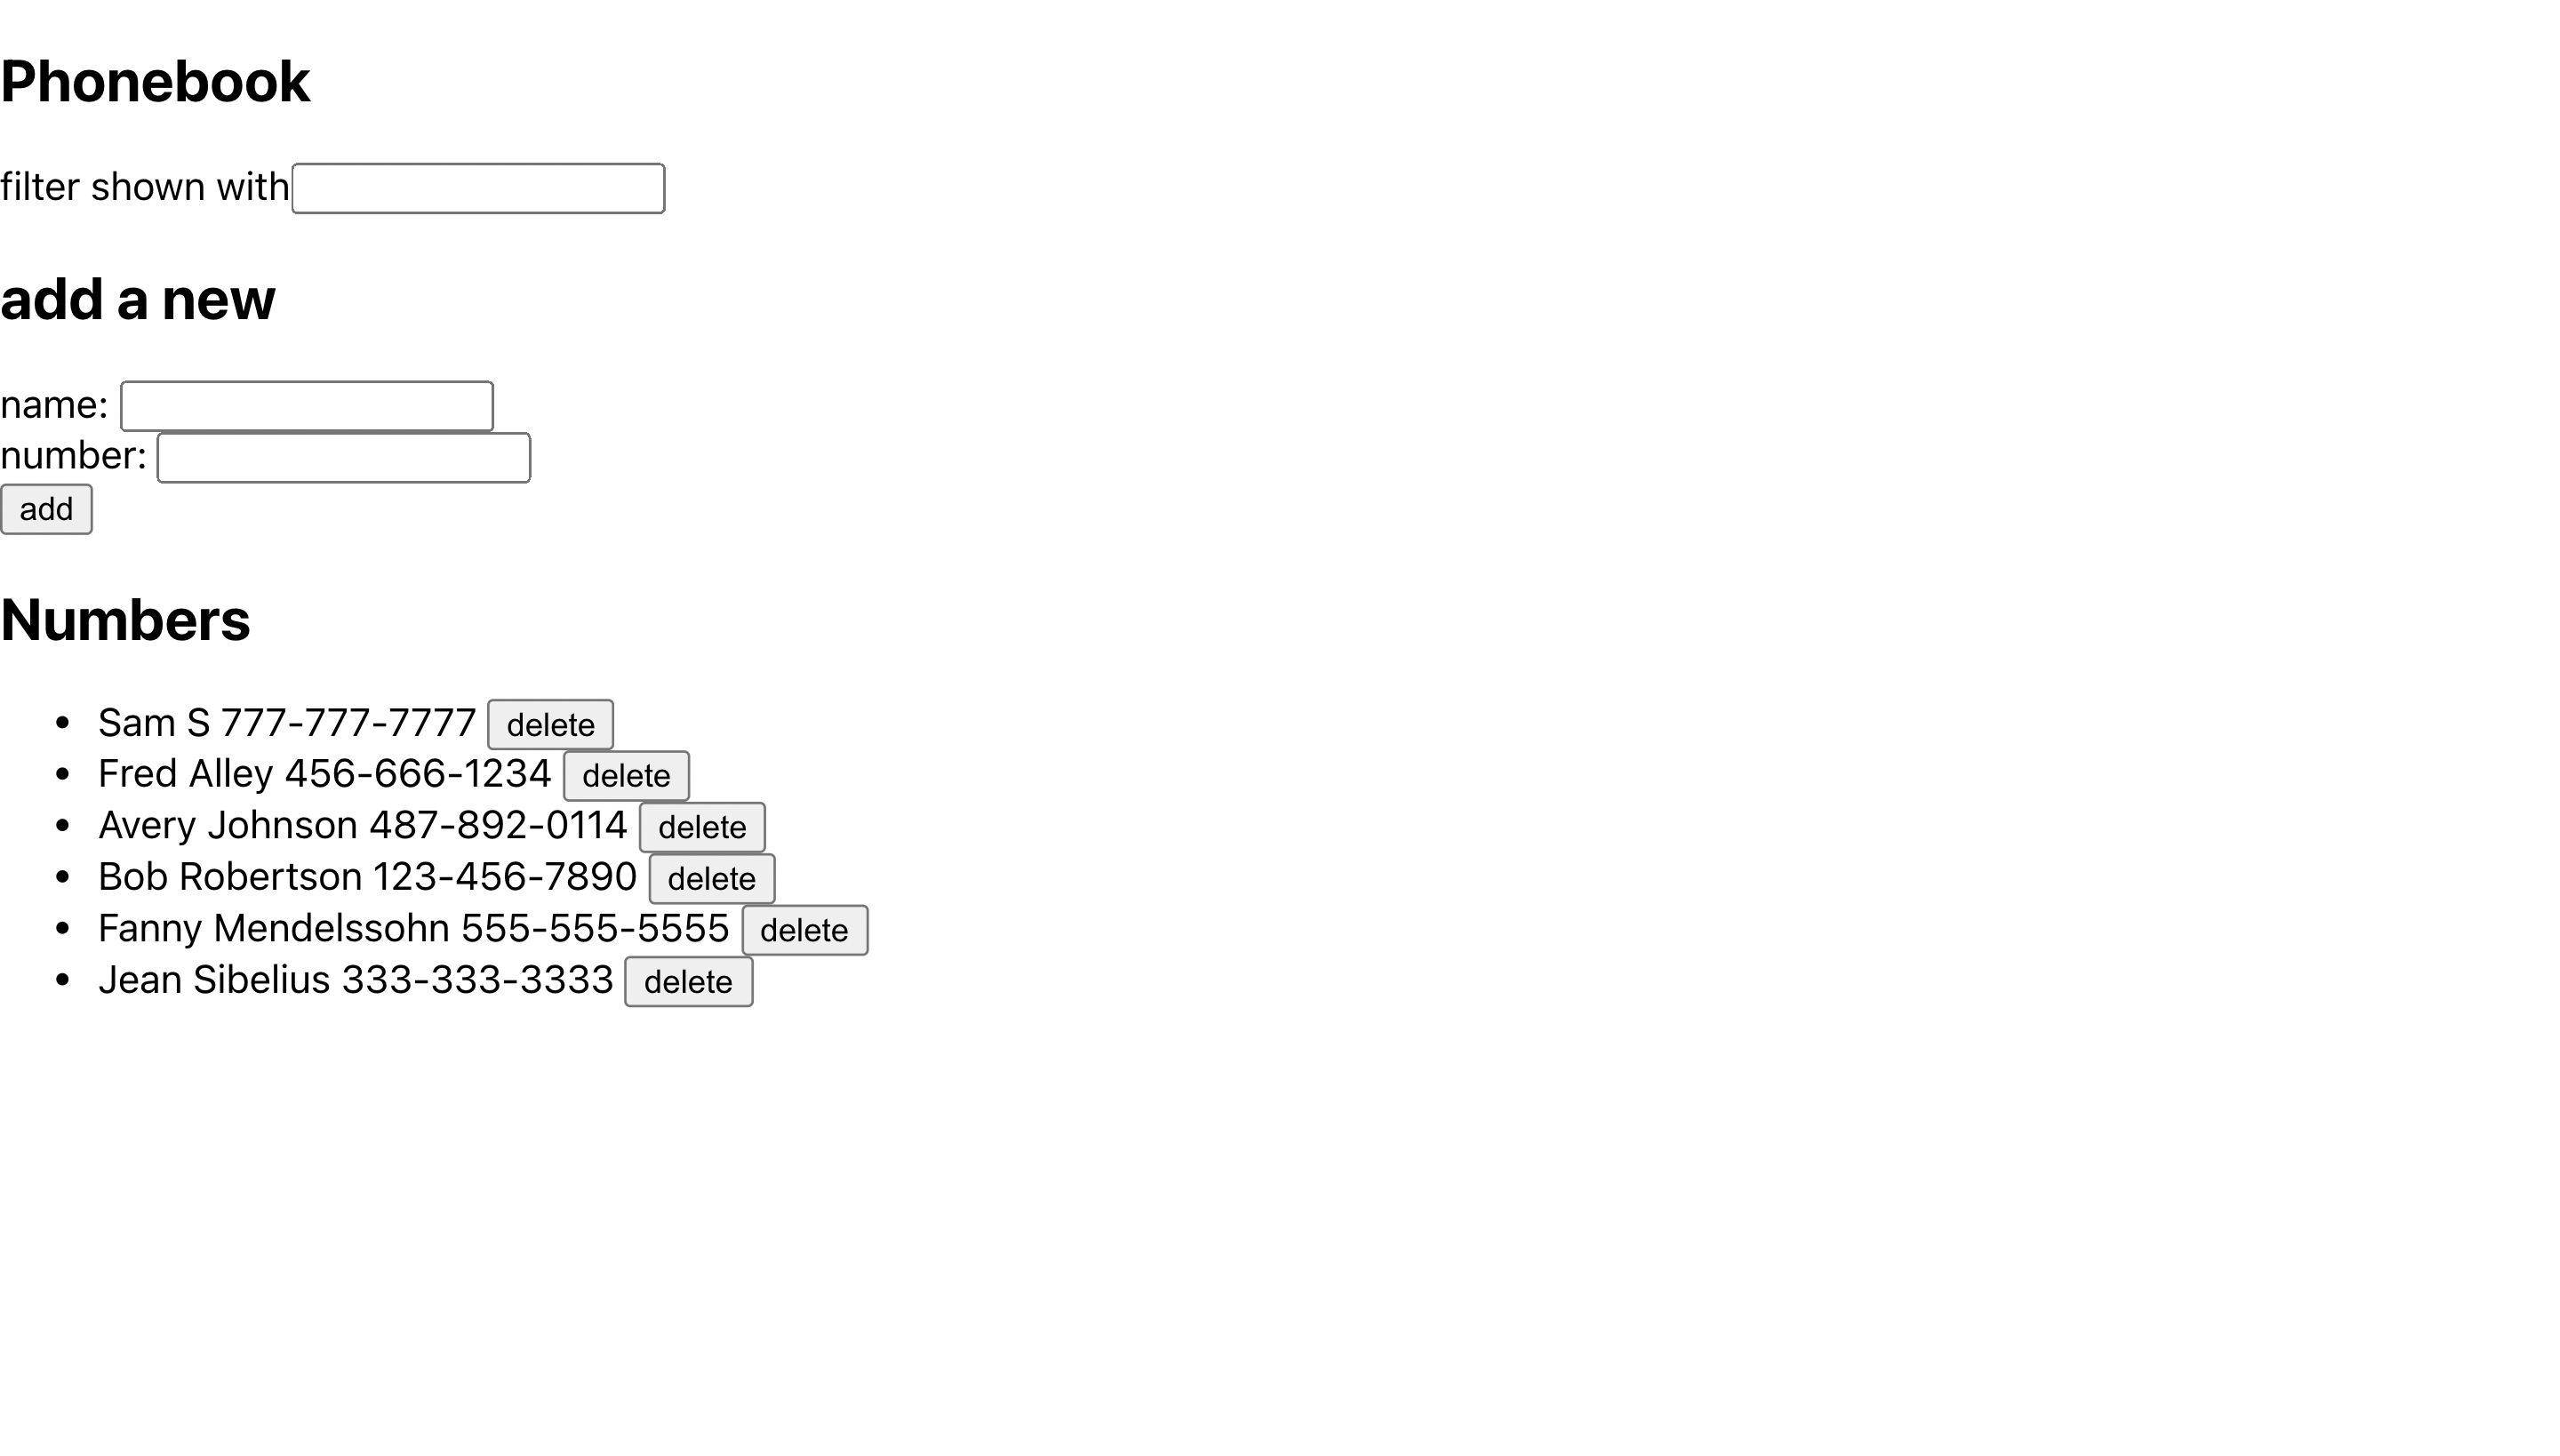 Phonebook
filter shown with
add a new
name:
number:
add
Numbers
• Sam S 777-777-7777 delete
• Fred Alley 456-666-1234 delete
• Avery Johnson 487-892-0114 delete
• Bob Robertson 123-456-7890 delete
• Fanny Mendelssohn 555-555-5555 delete
• Jean Sibelius 333-333-3333 delete